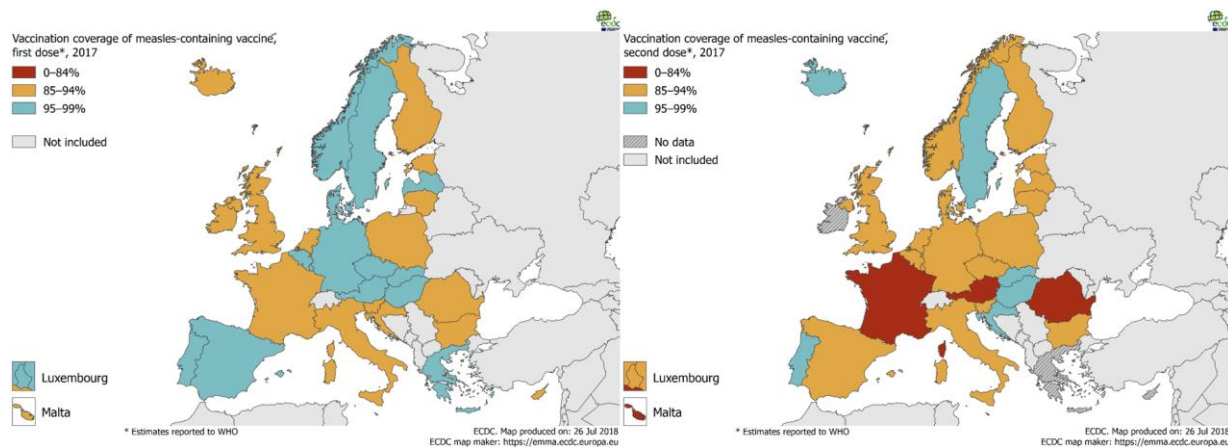 ecdc
Vaccination coverage of measles-containing vaccine,
first dose*, 2017
0–84%
85–94%
95–99%
Not included
Luxembourg
Malta
* Estimates reported to WHO
ECDC. Map produced on: 26 Jul 2018
ECDC map maker: https://emma.ecdc.europa.eu
ecdc
Vaccination coverage of measles-containing vaccine,
second dose*, 2017
0–84%
85–94%
95–99%
No data
Not included
Luxembourg
Malta
* Estimates reported to WHO
ECDC. Map produced on: 26 Jul 2018
ECDC map maker: https://emma.ecdc.europa.eu